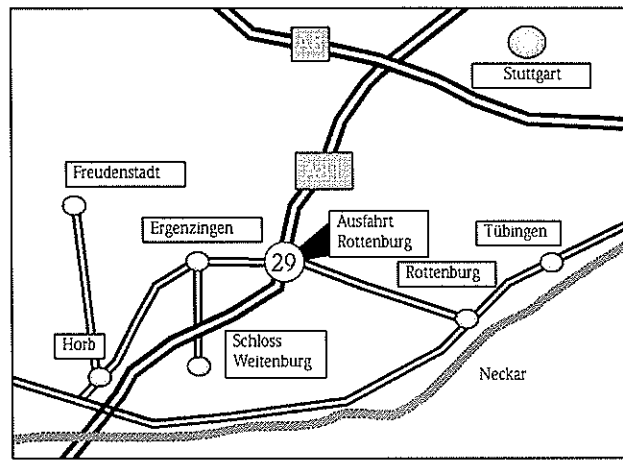 Stuttgart
Freudenstadt
Ergenzingen
Ausfahrt
Rottenburg
Tübingen
29
Rottenburg
Horb
Schloss
Weitenburg
Neckar